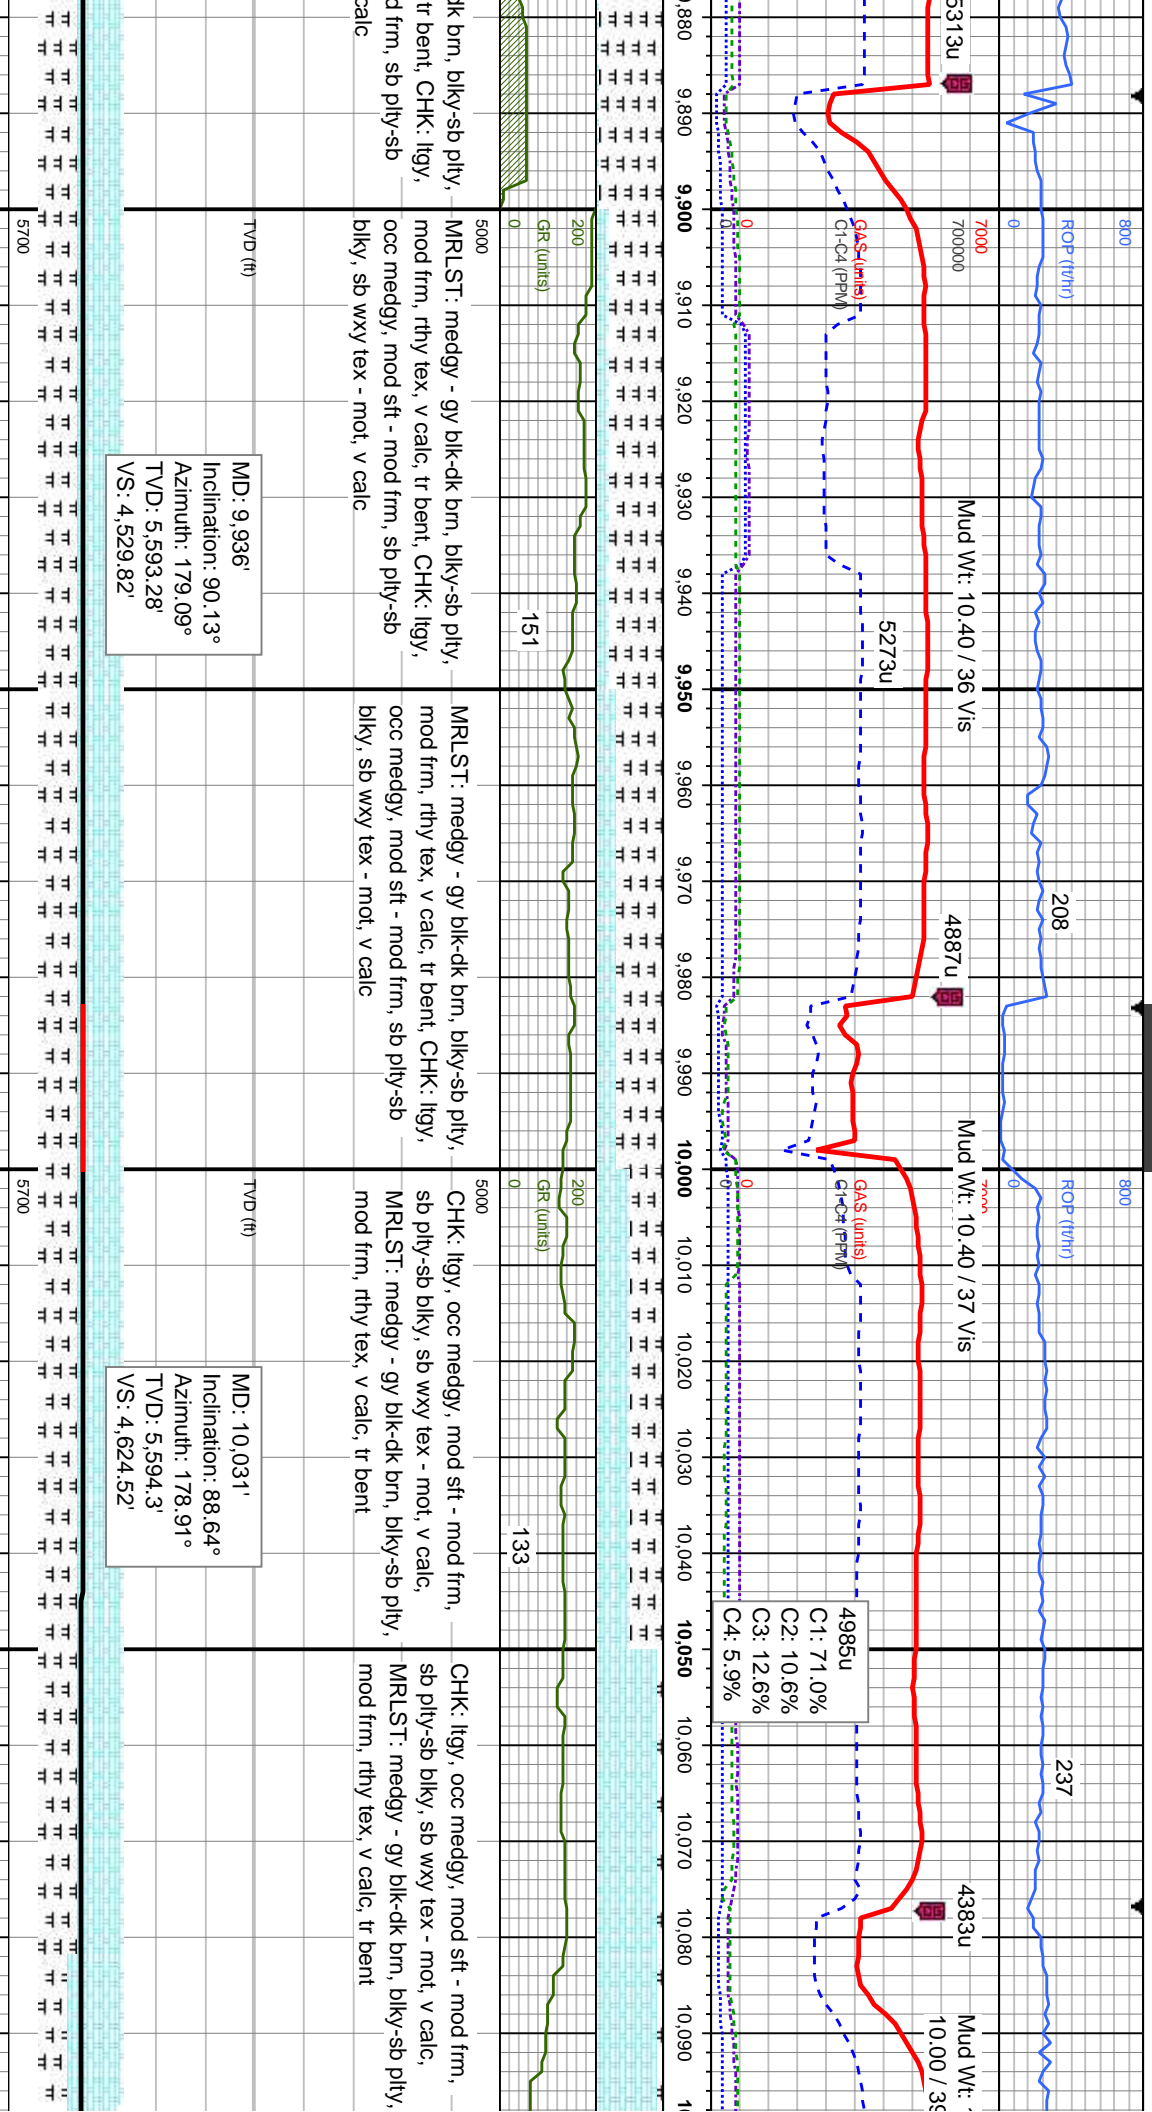 800
ROP (ft/hr)
0
800
ROP (ft/hr)
0
208
237
5313u
7000
700000
GAS (units)
C1-C4 (PPM)
0
0
Mud Wt: 10.40 / 36 Vis
5273u
4887u
Mud Wt: 10.40 / 37 Vis
7000
GAS (units)
C1-C4 (PPM)
0
0
4985u
C1: 71.0%
C2: 10.6%
C3: 12.6%
C4: 5.9%
4383u
Mud Wt:
10.00 / 39
9,880
9,890
9,900
9,910
9,920
9,930
9,940
9,950
9,960
9,970
9,980
9,990
10,000
10,010
10,020
10,030
10,040
10,050
10,060
10,070
10,080
10,090
200
GR (units)
0
151
200
GR (units)
0
133
dk brn, blky-sb plty,
tr bent, CHK: ltgy,
d frm, sb plty-sb
calc
5000
MRLST: medgy - gy blk-dk brn, blky-sb plty,
mod frm, rthy tex, v calc, tr bent, CHK: ltgy,
occ medgy, mod sft - mod frm, sb plty-sb
blky, sb wxy tex - mot, v calc
MRLST: medgy - gy blk-dk brn, blky-sb plty,
mod frm, rthy tex, v calc, tr bent, CHK: ltgy,
occ medgy, mod sft - mod frm, sb plty-sb
blky, sb wxy tex - mot, v calc
5000
CHK: ltgy, occ medgy, mod sft - mod frm,
sb plty-sb blky, sb wxy tex - mot, v calc,
MRLST: medgy - gy blk-dk brn, blky-sb plty,
mod frm, rthy tex, v calc, tr bent
CHK: ltgy, occ medgy, mod sft - mod frm,
sb plty-sb blky, sb wxy tex - mot, v calc,
MRLST: medgy - gy blk-dk brn, blky-sb plty,
mod frm, rthy tex, v calc, tr bent
TVD (ft)
5700
MD: 9,936'
Inclination: 90.13°
Azimuth: 179.09°
TVD: 5,593.28'
VS: 4,529.82'
TVD (ft)
5700
MD: 10,031'
Inclination: 88.64°
Azimuth: 178.91°
TVD: 5,594.3'
VS: 4,624.52'